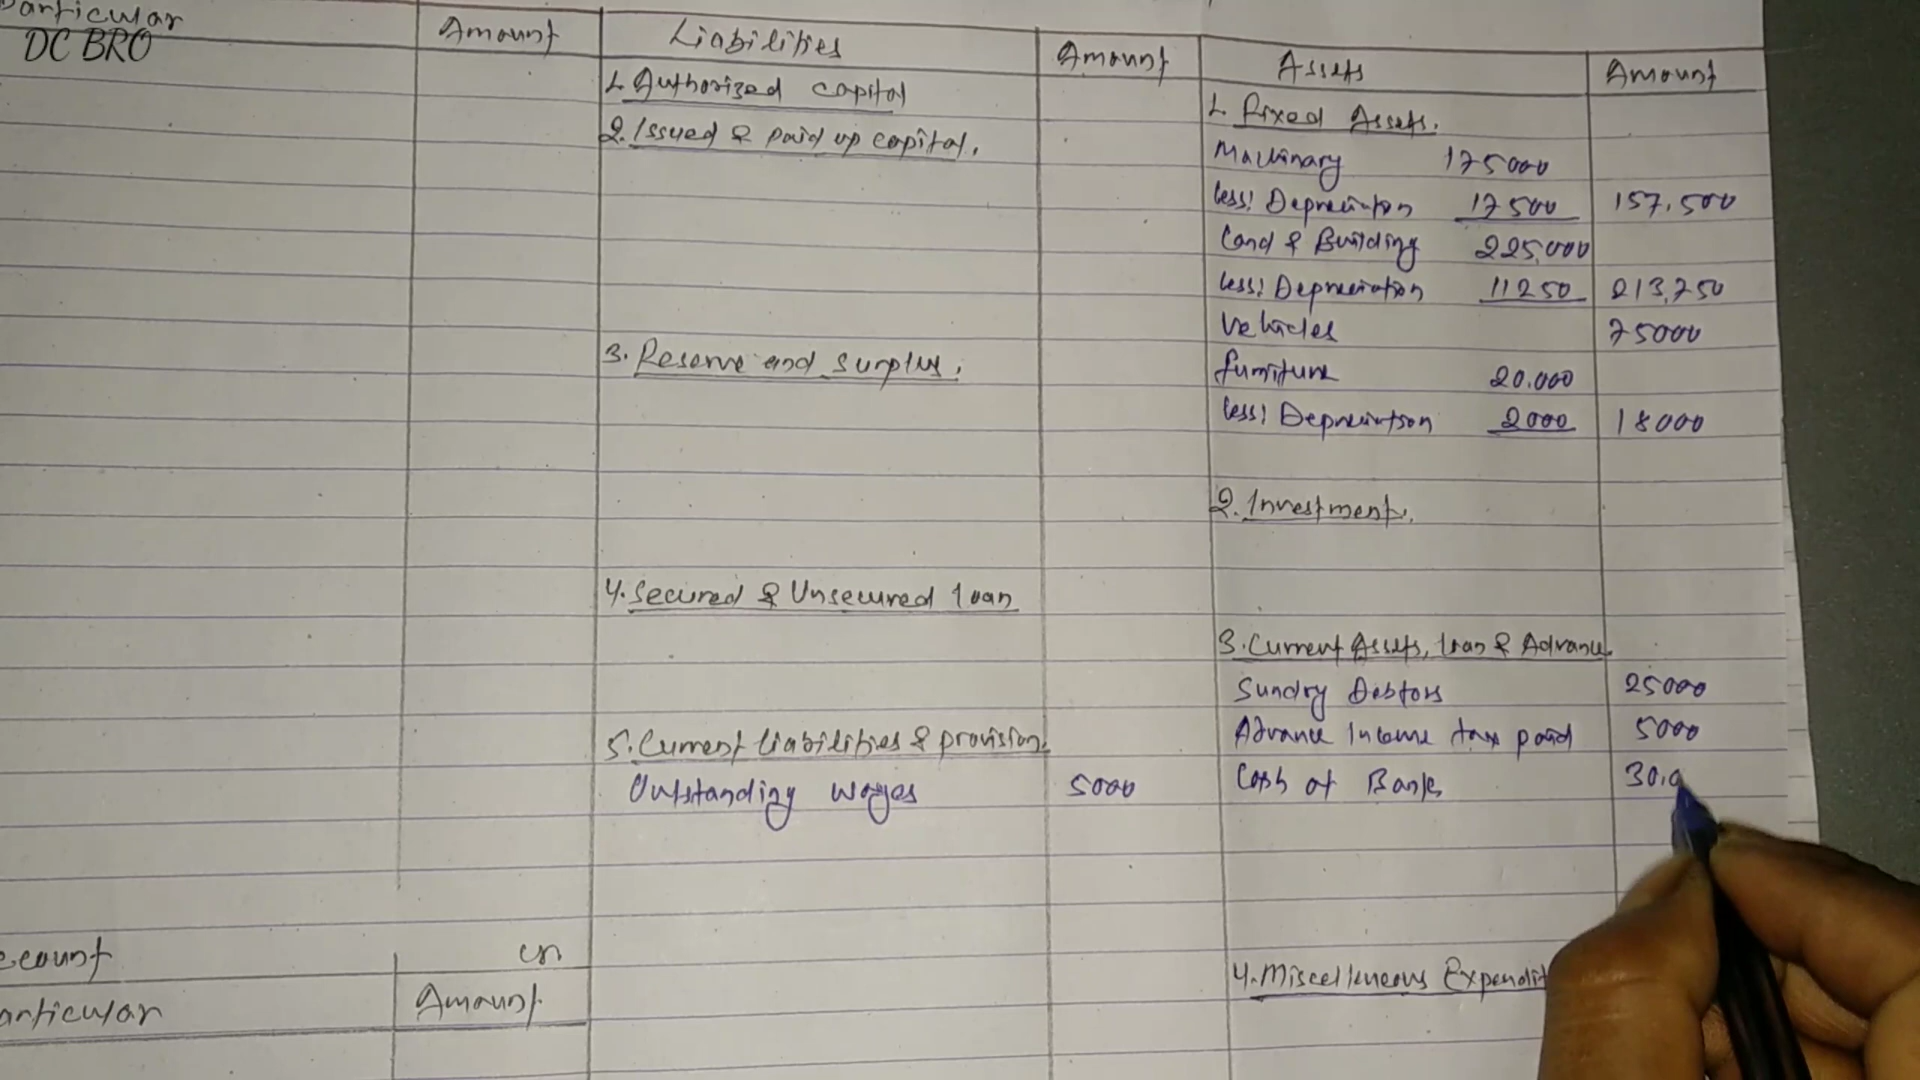 Particular
DC BRO
Amount
Liabilities
Amount
Assets
Amount
1. Authorized capital
2. Issued & paid up capital.
3. Reserve and surplus.
4. Secured & Unsecured loan
5. Current liabilities & provision.
Outstanding wages 5000
1. Fixed Assets.
Machinary 175000
less: Depreciation 17500 157,500
Land & Building 225,000
less: Depreciation 11250 213,750
Vehicles 75000
furniture 20.000
less: Depreciation 2000 18000
2. Investment.
3. Current Assets, loan & Advance
Sundry Debtors 25000
Advance Income tax paid 5000
Cash at Bank 30.0
4. Miscelleneous Expendit
ccount
cr
articular
Amount